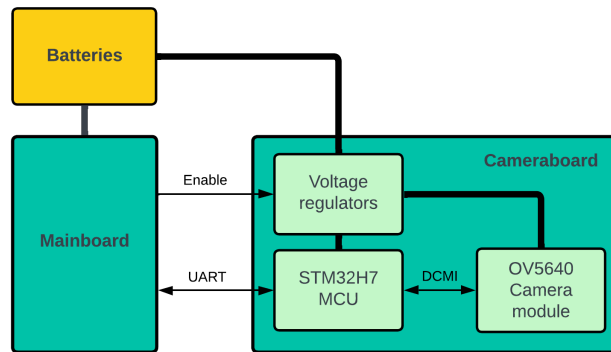 Batteries
Cameraboard
Enable
Voltage
regulators
Mainboard
UART
STM32H7
MCU
DCMI
OV5640
Camera
module